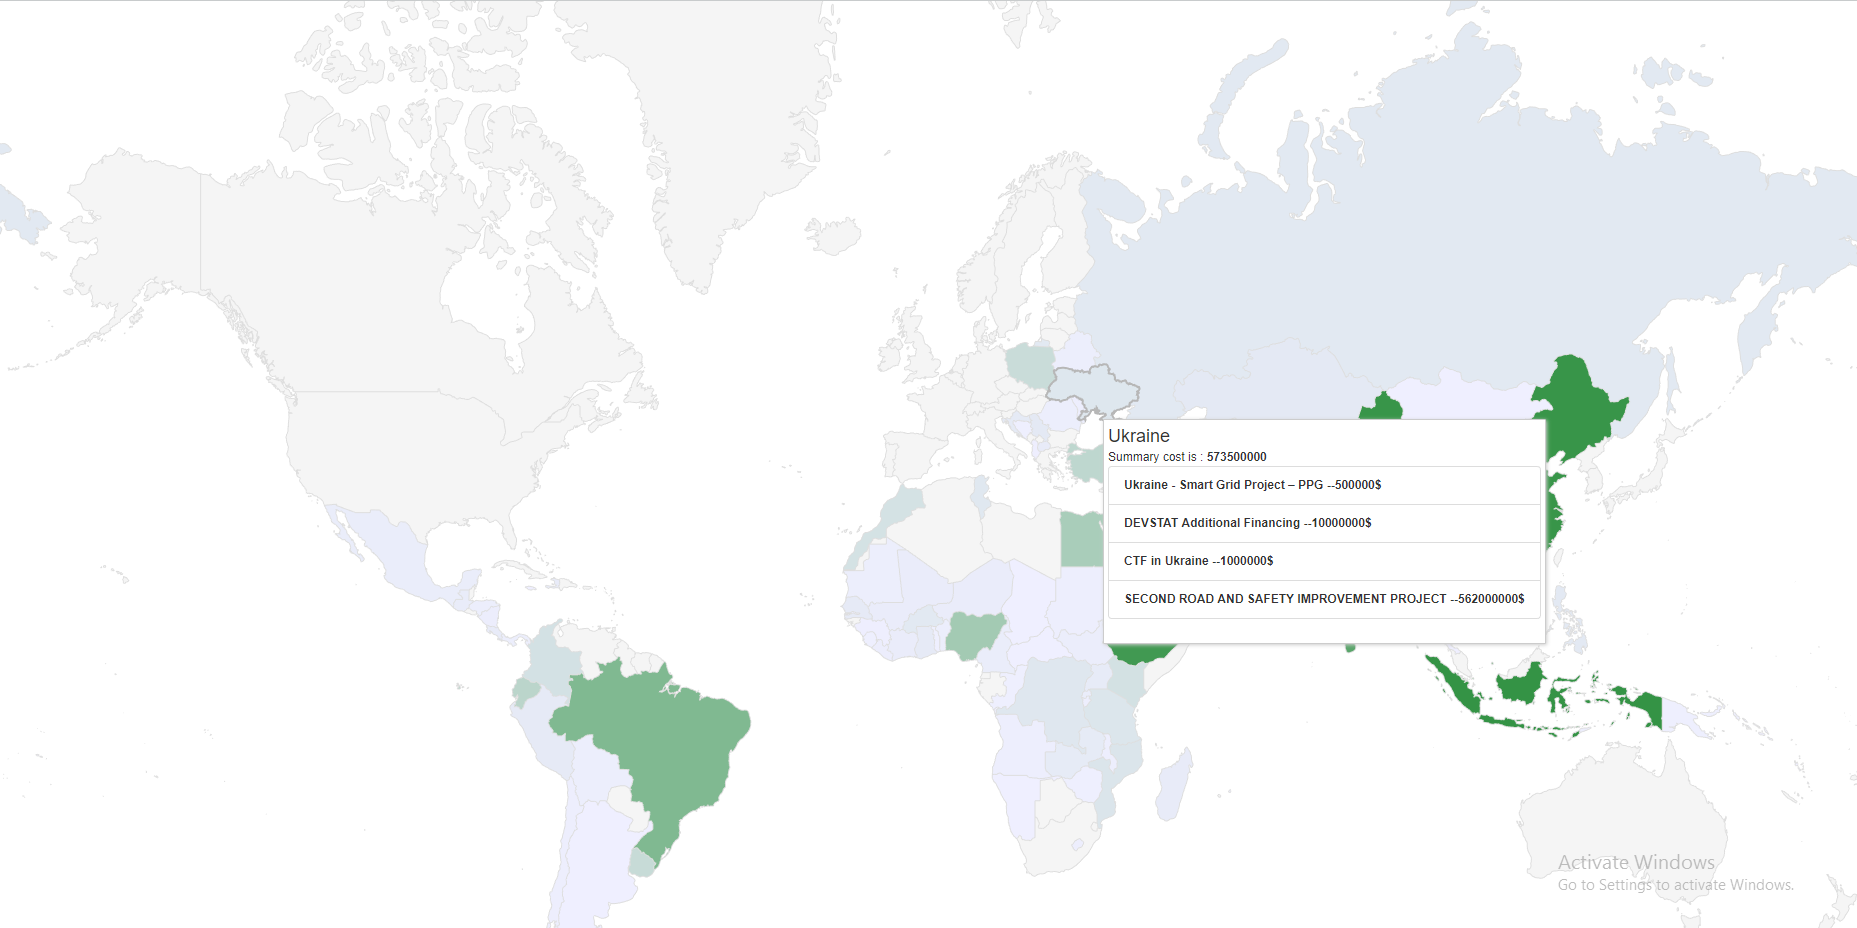 Ukraine
Summary cost is : 573500000
Ukraine - Smart Grid Project – PPG --500000$
DEVSTAT Additional Financing --10000000$
CTF in Ukraine --1000000$
SECOND ROAD AND SAFETY IMPROVEMENT PROJECT --562000000$
Activate Windows
Go to Settings to activate Windows.